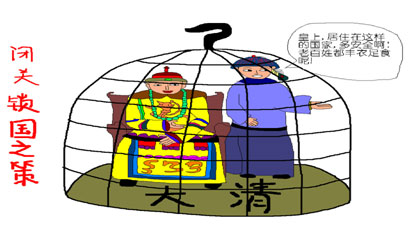 闭关锁国之策
皇上,居住在这样
的国家,多安全啊!
老百姓都丰衣足食
呢!
大清